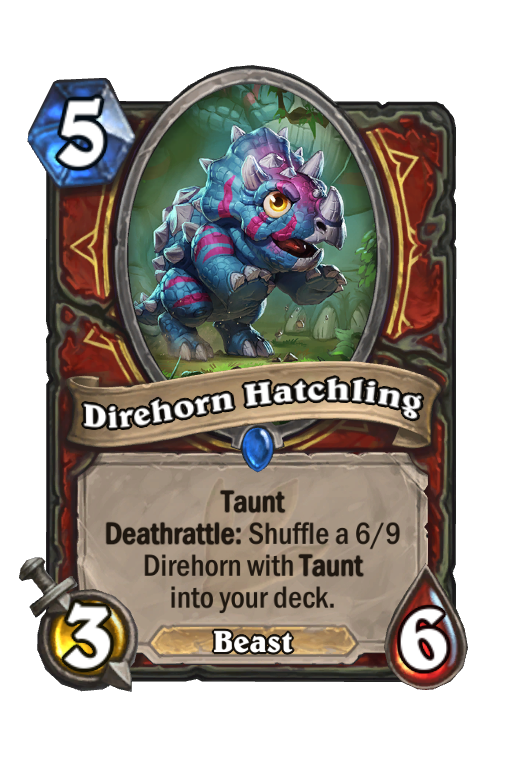 5
Direhorn Hatchling
Taunt
Deathrattle: Shuffle a 6/9
Direhorn with Taunt
into your deck.
3
Beast
6